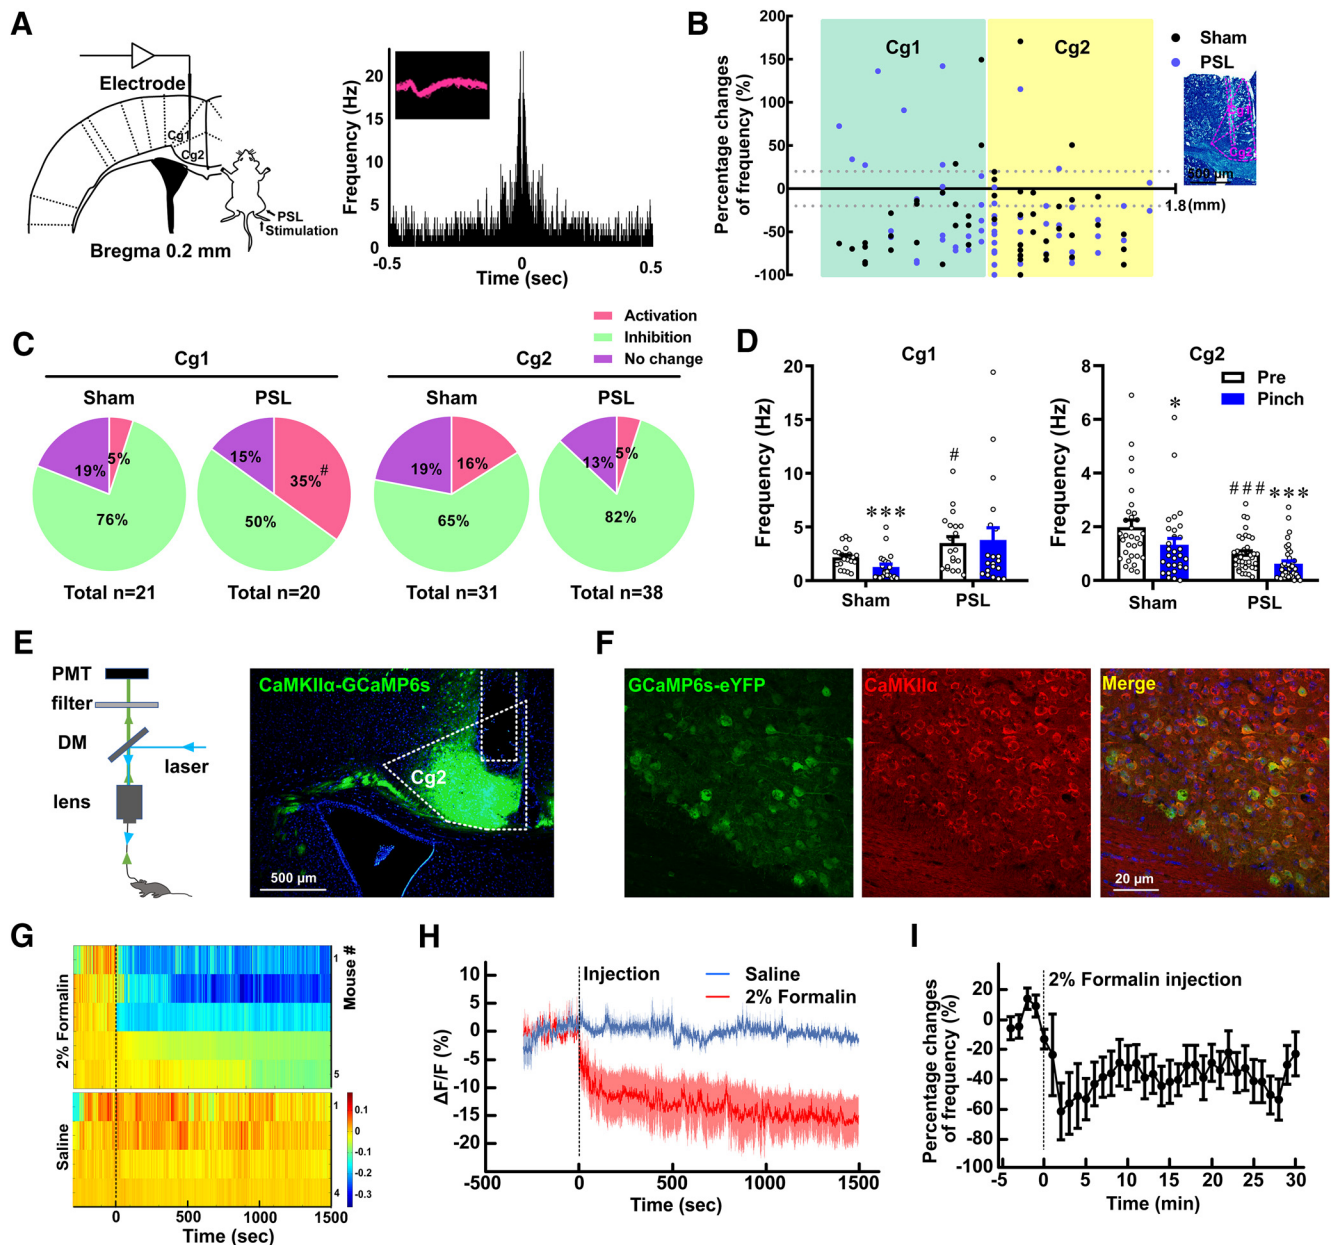 A
Electrode
Cg1
Cg2
PSL
Stimulation
Bregma 0.2 mm
Frequency (Hz)
20
15
10
5
0
-0.5
0
0.5
Time (sec)
B
Percentage changes
of frequency (%)
200
150
100
50
0
-50
-100
Cg1
Cg2
1.8(mm)
Sham
PSL
Cg1
Cg2
500 μm
C
Activation
Inhibition
No change
Cg1
Cg2
Sham
PSL
Sham
PSL
19%
5%
76%
15%
35%#
50%
19%
16%
65%
13%
5%
82%
Total n=21
Total n=20
Total n=31
Total n=38
D
Cg1
Frequency (Hz)
20
15
10
5
0
***
#
Sham
PSL
Cg2
Frequency (Hz)
8
6
4
2
0
Pre
Pinch
*
###
***
Sham
PSL
E
PMT
filter
DM
laser
lens
CaMKIIα-GCaMP6s
Cg2
500 μm
F
GCaMP6s-eYFP
CaMKIIα
Merge
20 μm
G
2% Formalin
Saline
Mouse #
1
5
1
4
0.1
0
-0.1
-0.2
-0.3
0
500
1000
1500
Time (sec)
H
ΔF/F (%)
10
5
0
-5
-10
-15
-20
Injection
Saline
2% Formalin
-500
0
500
1000
1500
Time (sec)
I
Percentage changes
of frequency (%)
20
0
-20
-40
-60
-80
-100
2% Formalin injection
-5
0
5
10
15
20
25
30
Time (min)